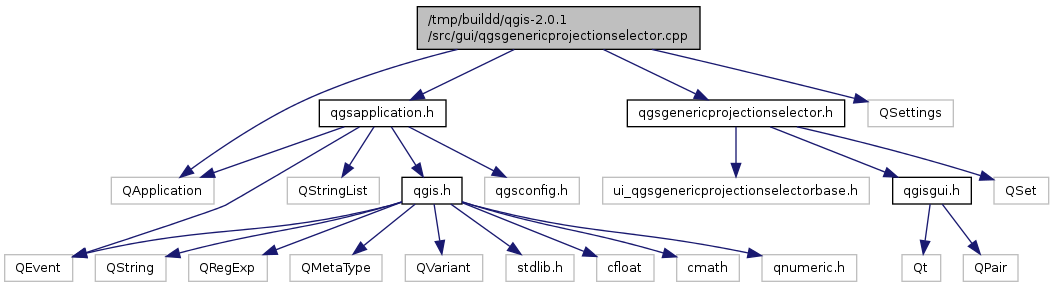 /tmp/buildd/qgis-2.0.1
/src/gui/qgsgenericprojectionselector.cpp
qgsapplication.h
qgsgenericprojectionselector.h
QSettings
QApplication
QStringList
qgis.h
qgsconfig.h
ui_qgsgenericprojectionselectorbase.h
qgisgui.h
QSet
QEvent
QString
QRegExp
QMetaType
QVariant
stdlib.h
cfloat
cmath
qnumeric.h
Qt
QPair